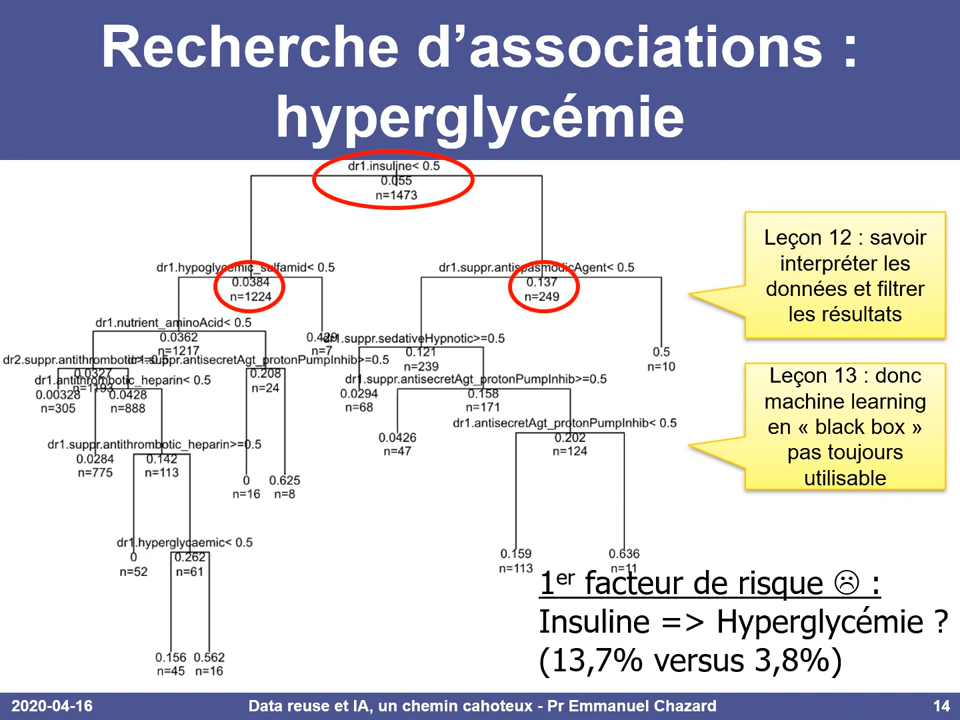 Recherche d'associations :
hyperglycémie
dr1.insuline< 0.5
0.055
n=1473
dr1.hypoglycemic_sulfamid< 0.5
0.0384
n=1224
dr1.suppr.antispasmodicAgent< 0.5
0.137
n=249
dr1.nutrient_aminoAcid< 0.5
0.0362
n=1217
0.429
n=7
dr1.suppr.sedativeHypnotic>=0.5
0.121
n=239
0.5
n=10
0.0327
n=1193
dr1.suppr.antisecretAgt_protonPumpInhib>=0.5
0.208
n=24
0.0294
n=68
dr1.suppr.antisecretAgt_protonPumpInhib>=0.5
0.158
n=171
0.00328
n=305
dr1.antithrombotic_heparin< 0.5
0.0428
n=888
0.0426
n=47
dr1.antisecretAgt_protonPumpInhib< 0.5
0.202
n=124
0.0284
n=775
dr1.suppr.antithrombotic_heparin>=0.5
0.142
n=113
0
n=16
0.625
n=8
0
n=52
dr1.hyperglycaemic< 0.5
0.262
n=61
0.159
n=113
0.636
n=11
0.156
n=45
0.562
n=16
Leçon 12 : savoir
interpréter les
données et filtrer
les résultats
Leçon 13 : donc
machine learning
en « black box »
pas toujours
utilisable
1er facteur de risque ☹ :
Insuline => Hyperglycémie ?
(13,7% versus 3,8%)
2020-04-16
Data reuse et IA, un chemin cahoteux - Pr Emmanuel Chazard
14